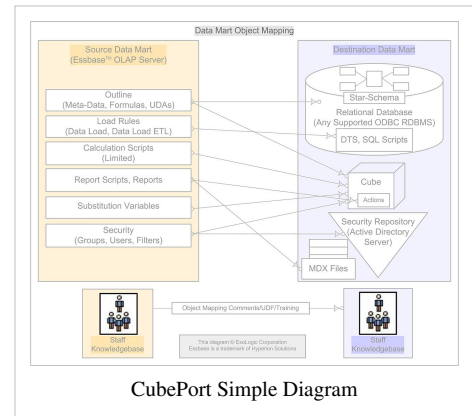 Data Mart Object Mapping
Source Data Mart
(Essbase™ OLAP Server)
Outline
(Meta-Data, Formulas, UDAs)
Load Rules
(Data Load, Data Load ETL)
Calculation Scripts
(Limited)
Report Scripts, Reports
Substitution Variables
Security
(Groups, Users, Filters)
Destination Data Mart
Star-Schema
Relational Database
(Any Supported ODBC RDBMS)
DTS, SQL Scripts
Cube
Actions
Security Repository
(Active Directory
Server)
MDX Files
Staff
Knowledgebase
Object Mapping Comments/UDF/Training
This diagram © ExoLogic Corporation
Essbase is a trademark of Hyperion Solutions
Staff
Knowledgebase
CubePort Simple Diagram